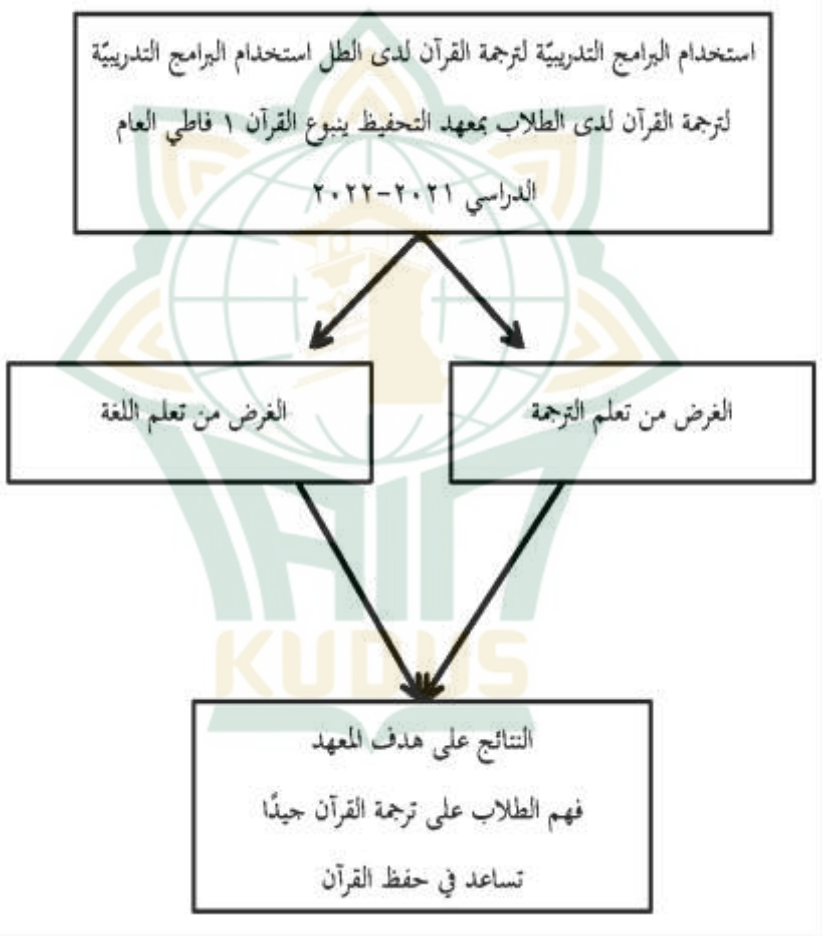 استخدام البرامج التدريبيّة لترجمة القرآن لدى الطل استخدام البرامج التدريبيّة
لترجمة القرآن لدى الطلاب بمعهد التحفيظ ينبوع القرآن ١ فاطي العام
الدراسي ٢٠٢١-٢٠٢٢
الغرض من تعلم الترجمة
الغرض من تعلم اللغة
النتائج على هدف المعهد
فهم الطلاب على ترجمة القرآن جيدًا
تساعد في حفظ القرآن
KUDUS